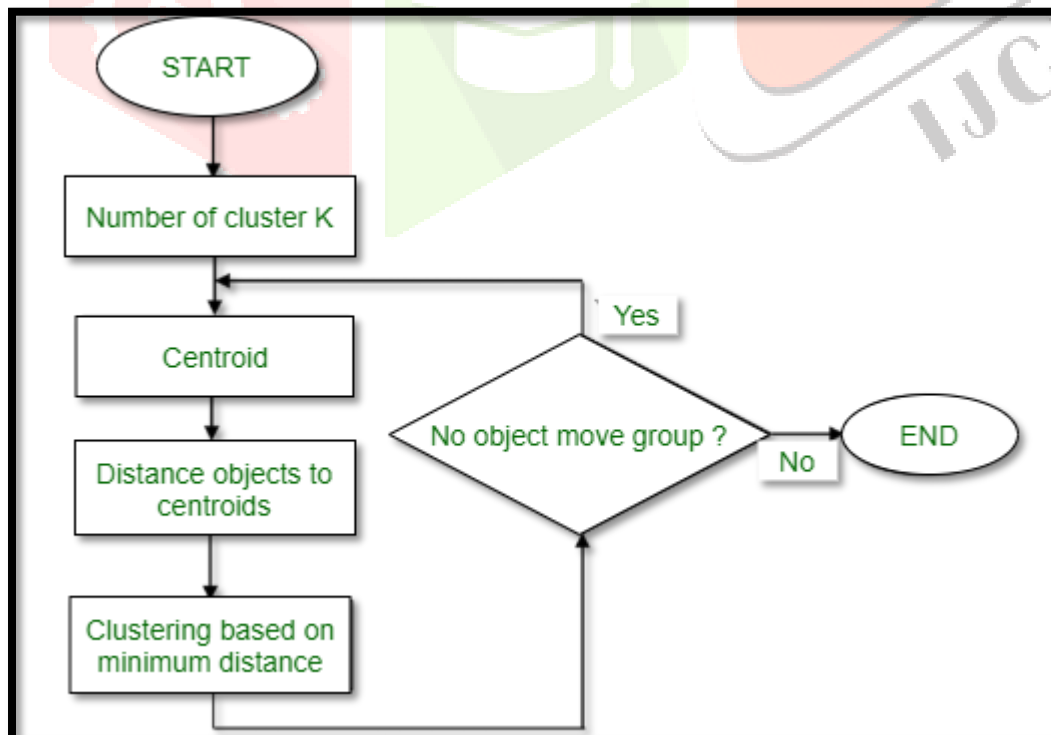 START
IJC
Number of cluster K
Yes
Centroid
No object move group ?
END
No
Distance objects to
centroids
Clustering based on
minimum distance